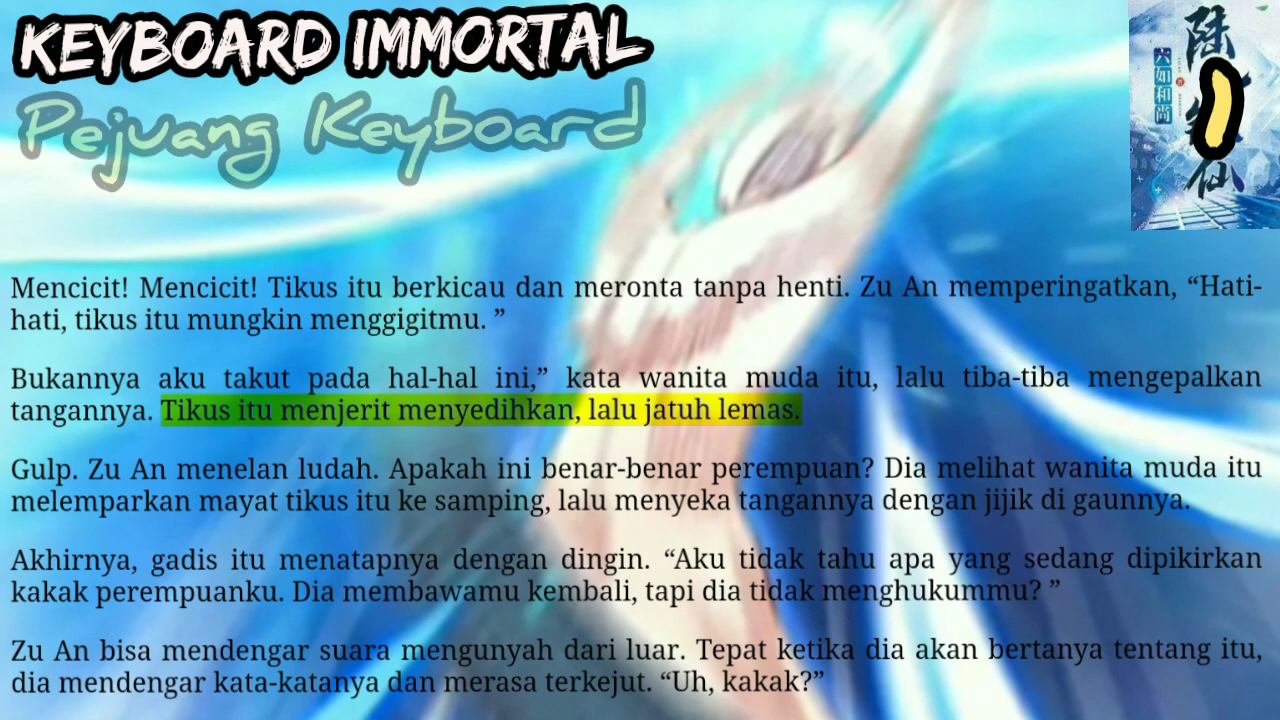 KEYBOARD IMMORTAL
Pejuang Keyboard
陆
仙
六如和尚
Mencicit! Mencicit! Tikus itu berkicau dan meronta tanpa henti. Zu An memperingatkan, “Hati-
hati, tikus itu mungkin menggigitmu. ”
Bukannya aku takut pada hal-hal ini,” kata wanita muda itu, lalu tiba-tiba mengepalkan
tangannya. Tikus itu menjerit menyedihkan, lalu jatuh lemas.
Gulp. Zu An menelan ludah. Apakah ini benar-benar perempuan? Dia melihat wanita muda itu
melemparkan mayat tikus itu ke samping, lalu menyeka tangannya dengan jijik di gaunnya.
Akhirnya, gadis itu menatapnya dengan dingin. “Aku tidak tahu apa yang sedang dipikirkan
kakak perempuanku. Dia membawamu kembali, tapi dia tidak menghukummu? ”
Zu An bisa mendengar suara mengunyah dari luar. Tepat ketika dia akan bertanya tentang itu,
dia mendengar kata-katanya dan merasa terkejut. “Uh, kakak?”